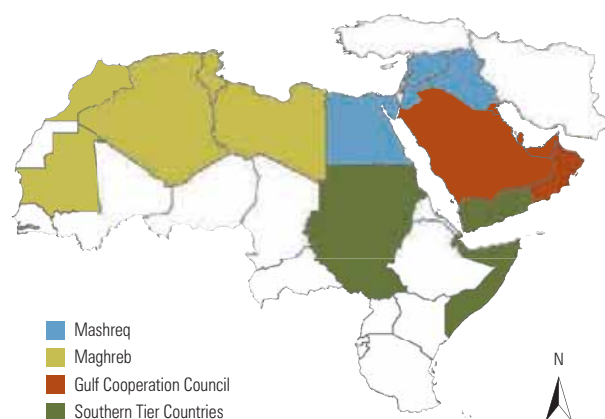 Mashreq
Maghreb
Gulf Cooperation Council
Southern Tier Countries
N